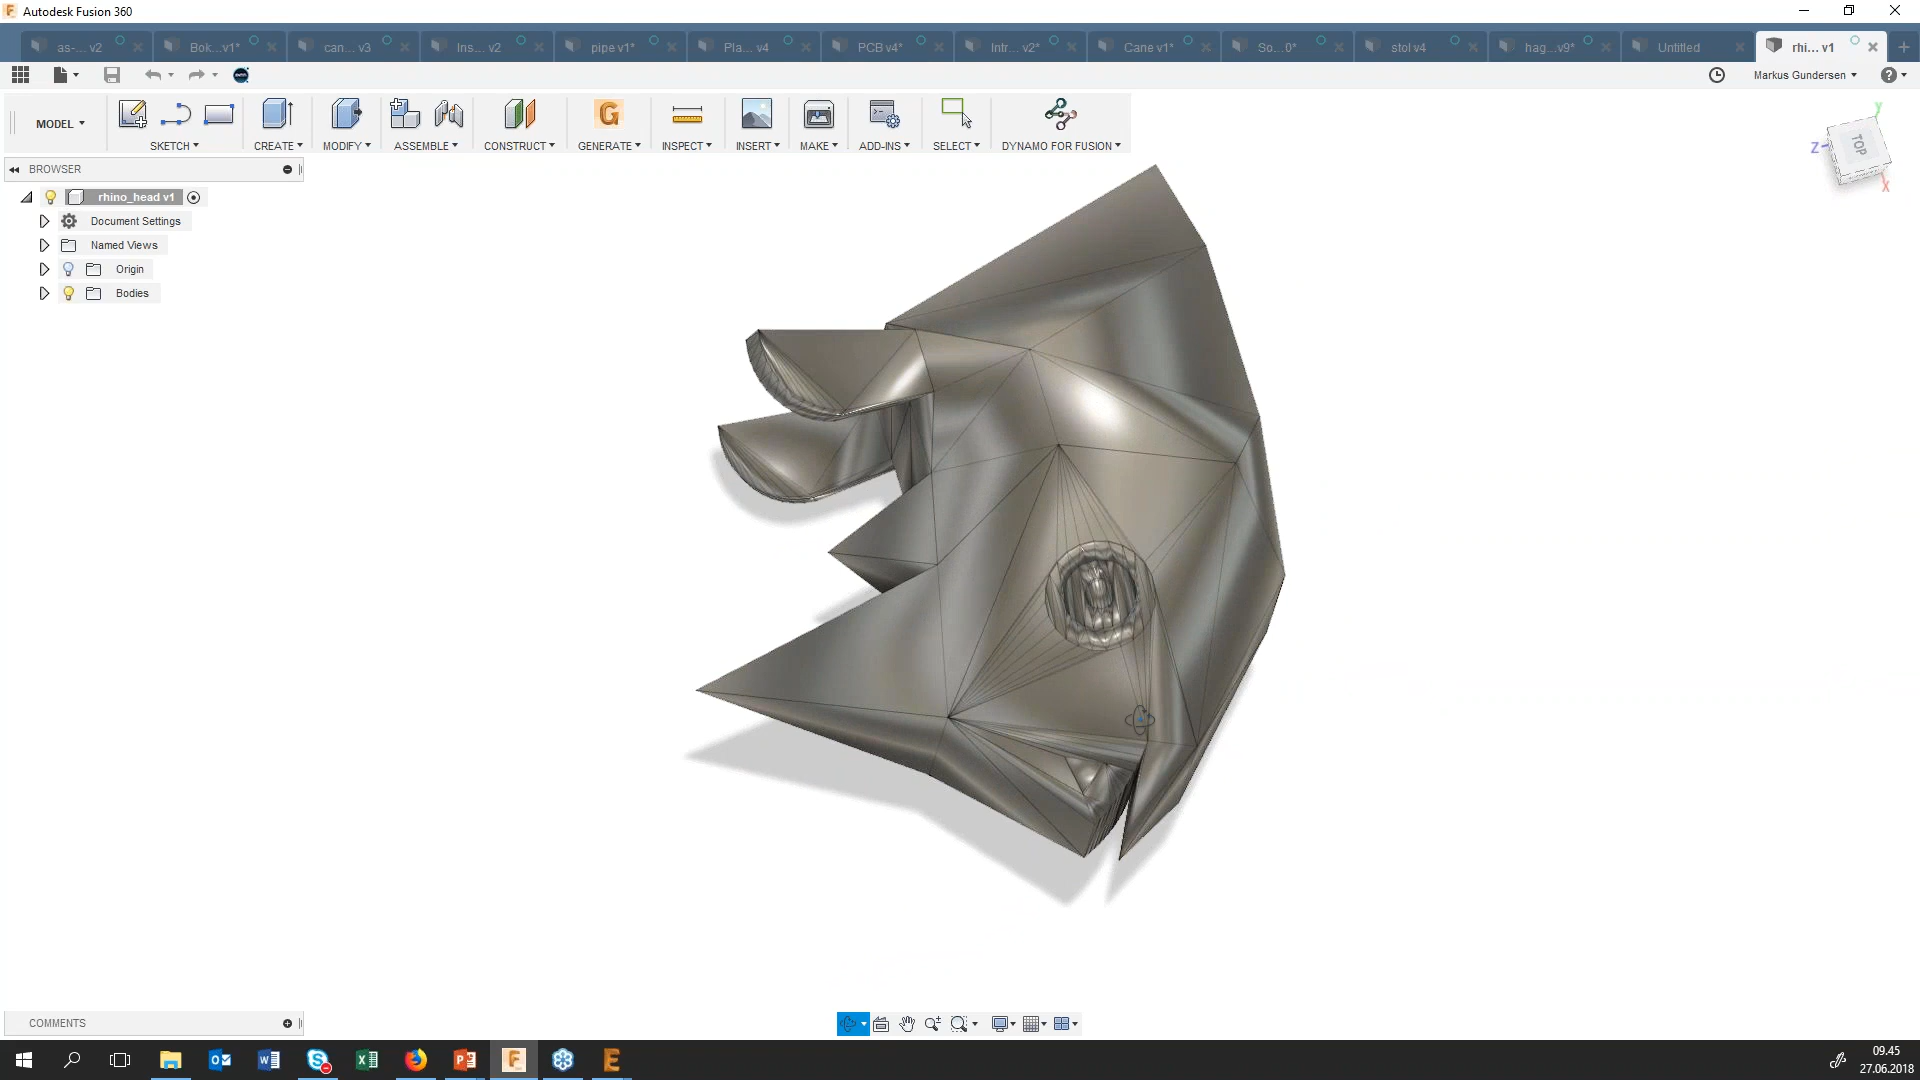 Autodesk Fusion 360
as-... v2
Bok...v1*
can... v3
Ins... v2
pipe v1*
Pla... v4
PCB v4*
Intr... v2*
Cane v1*
So...0*
stol v4
hag...v9*
Untitled
rhi... v1
Markus Gundersen
MODEL
SKETCH
CREATE
MODIFY
ASSEMBLE
CONSTRUCT
GENERATE
INSPECT
INSERT
MAKE
ADD-INS
SELECT
DYNAMO FOR FUSION
Y
Z
TOP
X
BROWSER
rhino_head v1
Document Settings
Named Views
Origin
Bodies
COMMENTS
09.45
27.06.2018